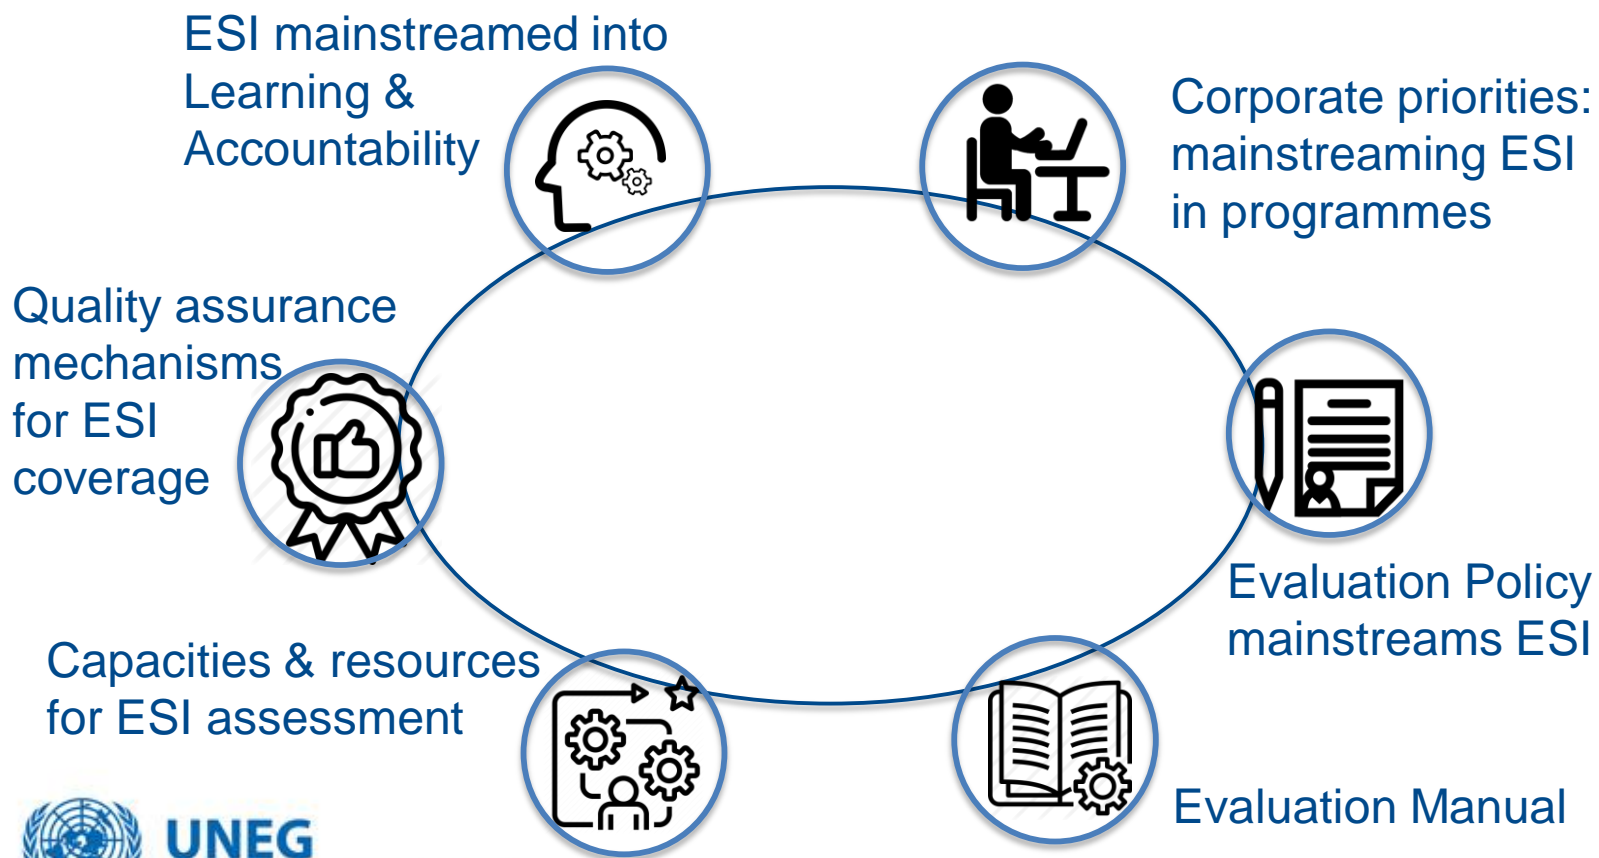 ESI mainstreamed into
Learning &
Accountability
Corporate priorities:
mainstreaming ESI
in programmes
Quality assurance
mechanisms
for ESI
coverage
Evaluation Policy
mainstreams ESI
Capacities & resources
for ESI assessment
Evaluation Manual
UNEG